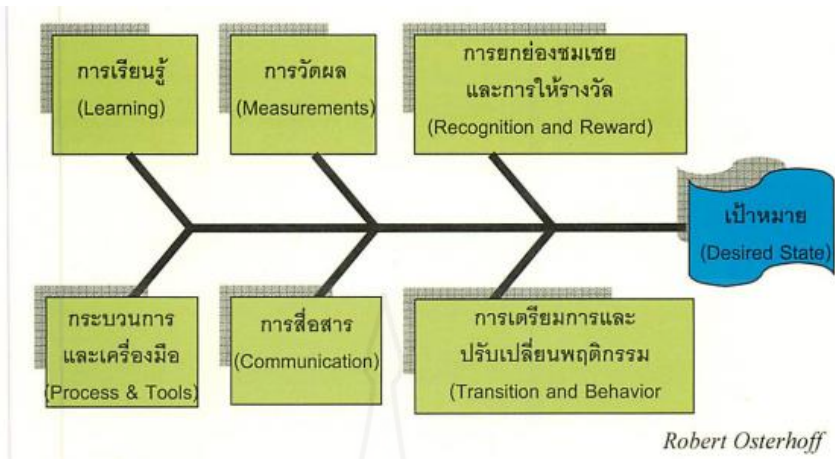 การเรียนรู้
(Learning)
การวัดผล
(Measurements)
การยกย่องชมเชย
และการให้รางวัล
(Recognition and Reward)
เป้าหมาย
(Desired State)
กระบวนการ
และเครื่องมือ
(Process & Tools)
การสื่อสาร
(Communication)
การเตรียมการและ
ปรับเปลี่ยนพฤติกรรม
(Transition and Behavior
Robert Osterhoff